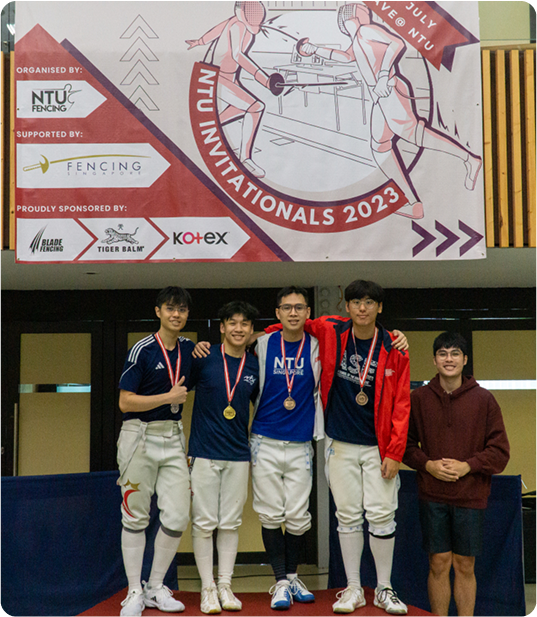 JULY
AVE@ NTU
ORGANISED BY:
NTU
FENCING
SUPPORTED BY:
FENCING
SINGAPORE
PROUDLY SPONSORED BY:
BLADE
FENCING
TIGER BALM
KOTEX
NTU INVITATIONALS 2023
NTU
SINGAPORE